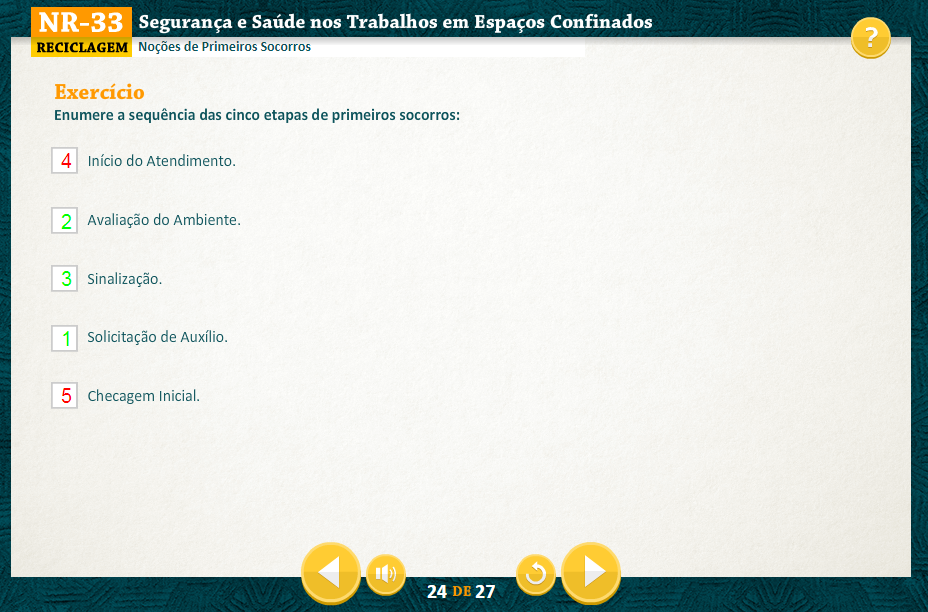 NR-33
RECICLAGEM
Segurança e Saúde nos Trabalhos em Espaços Confinados
Noções de Primeiros Socorros
?
Exercício
Enumere a sequência das cinco etapas de primeiros socorros:
4 Início do Atendimento.
2 Avaliação do Ambiente.
3 Sinalização.
1 Solicitação de Auxílio.
5 Checagem Inicial.
24 DE 27